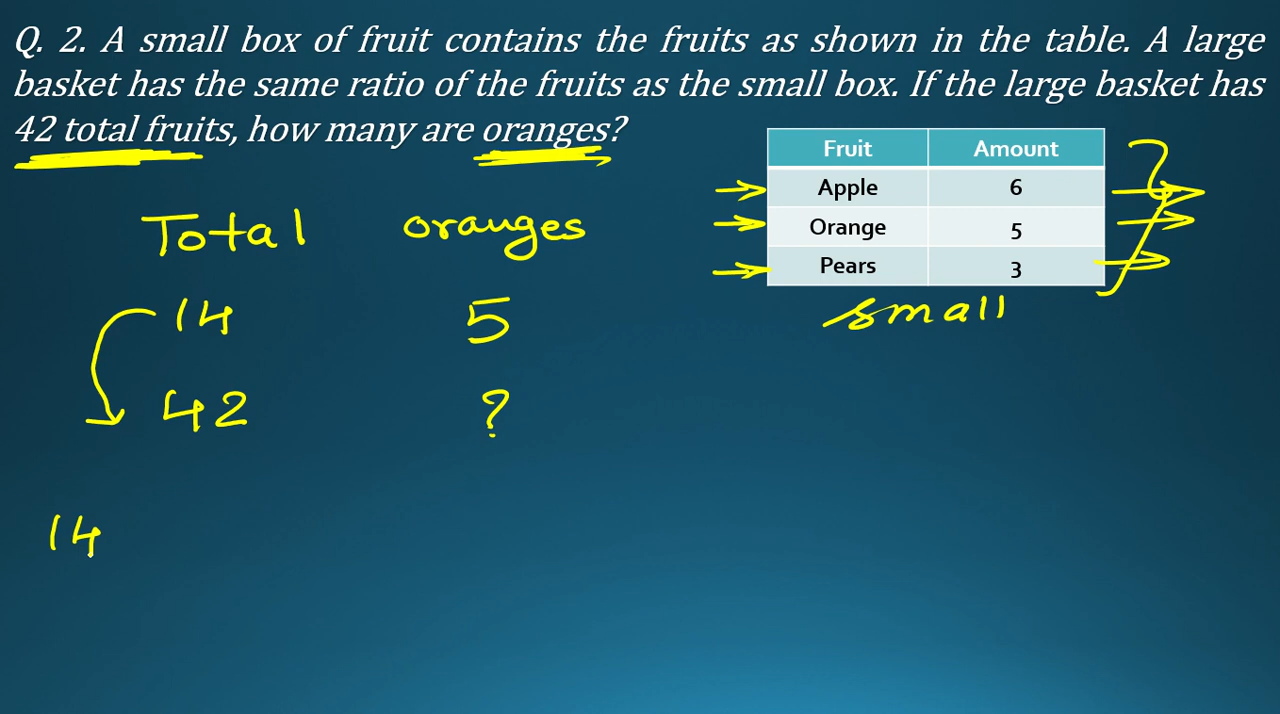 Q. 2. A small box of fruit contains the fruits as shown in the table. A large
basket has the same ratio of the fruits as the small box. If the large basket has
42 total fruits, how many are oranges?
Fruit Amount
Apple 6
Orange 5
Pears 3
small
Total oranges
14 5
42 ?
14